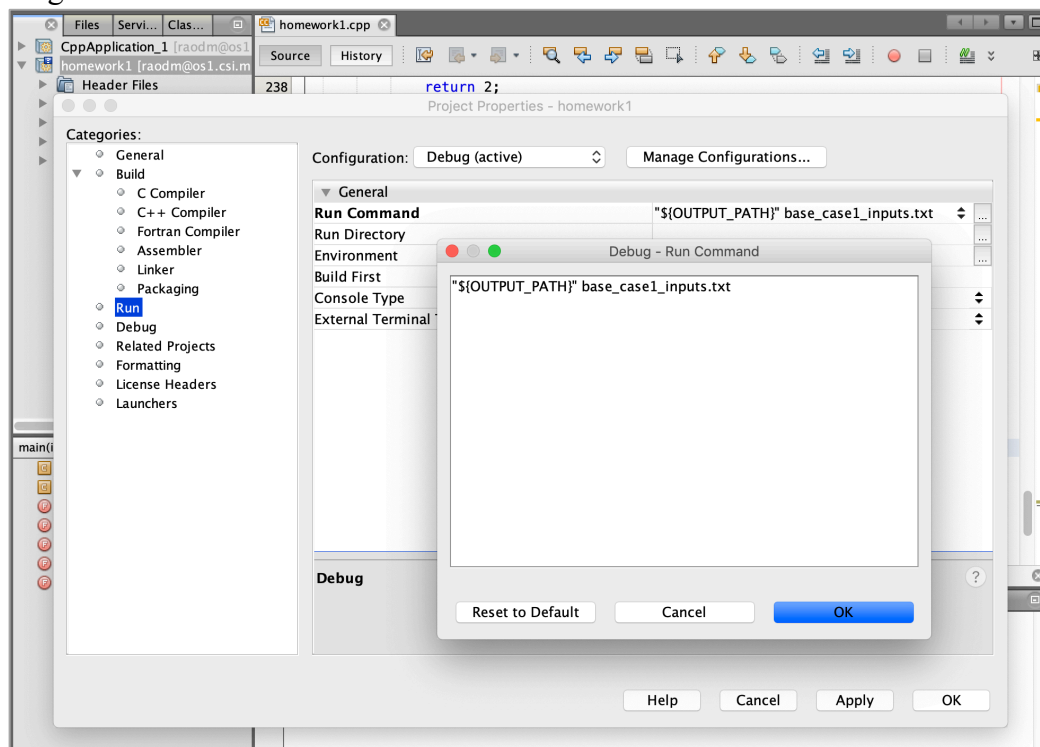 Files Serv... Clas... homework1.cpp
CppApplication_1 [raodm@os1
homework1 [raodm@os1.csi.m
Source History
Header Files
238 return 2;
Project Properties - homework1
Categories:
General
Build
C Compiler
C++ Compiler
Fortran Compiler
Assembler
Linker
Packaging
Run
Debug
Related Projects
Formatting
License Headers
Launchers
Configuration: Debug (active) Manage Configurations...
General
Run Command "${OUTPUT_PATH}" base_case1_inputs.txt ...
Run Directory ...
Environment ...
Build First
Console Type
External Terminal
Debug - Run Command
"${OUTPUT_PATH}" base_case1_inputs.txt
Reset to Default Cancel OK
Debug
?
Help Cancel Apply OK
main(i